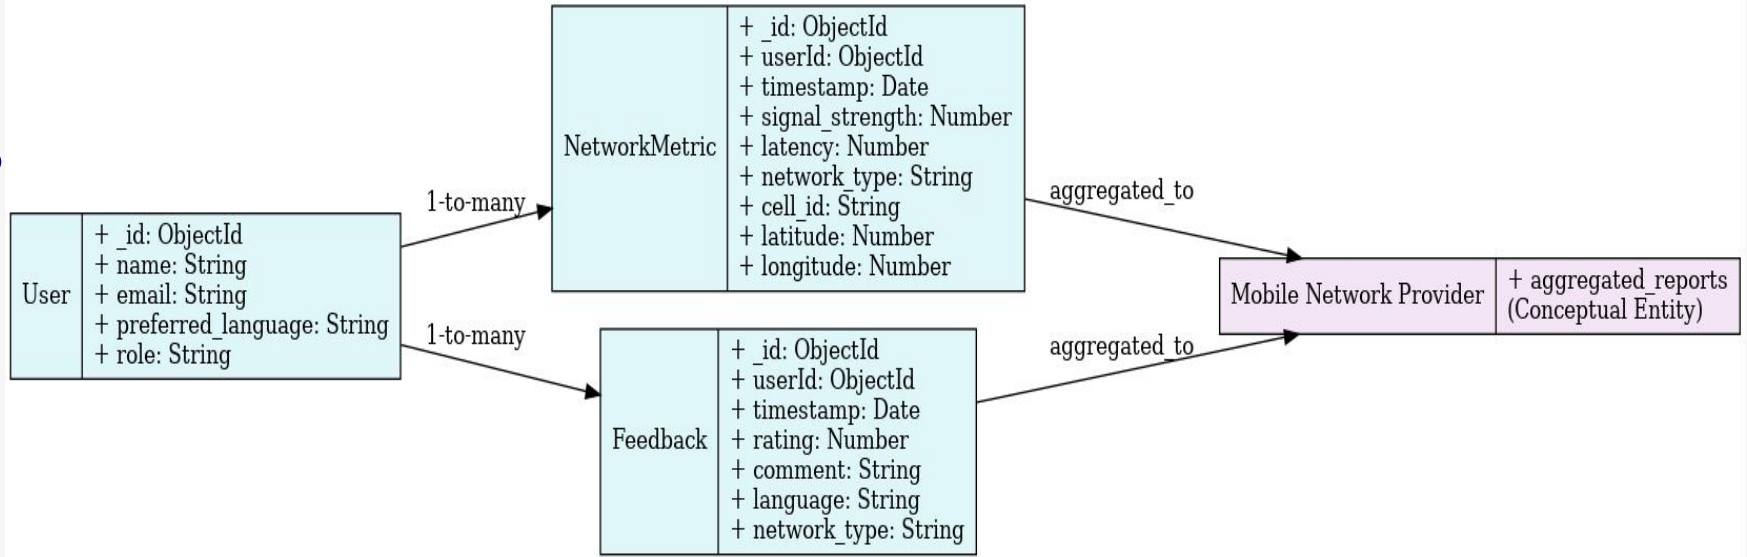 User
+ _id: ObjectId
+ name: String
+ email: String
+ preferred_language: String
+ role: String
1-to-many
1-to-many
NetworkMetric
+ _id: ObjectId
+ userId: ObjectId
+ timestamp: Date
+ signal_strength: Number
+ latency: Number
+ network_type: String
+ cell_id: String
+ latitude: Number
+ longitude: Number
Feedback
+ _id: ObjectId
+ userId: ObjectId
+ timestamp: Date
+ rating: Number
+ comment: String
+ language: String
+ network_type: String
aggregated_to
aggregated_to
Mobile Network Provider
+ aggregated_reports
(Conceptual Entity)